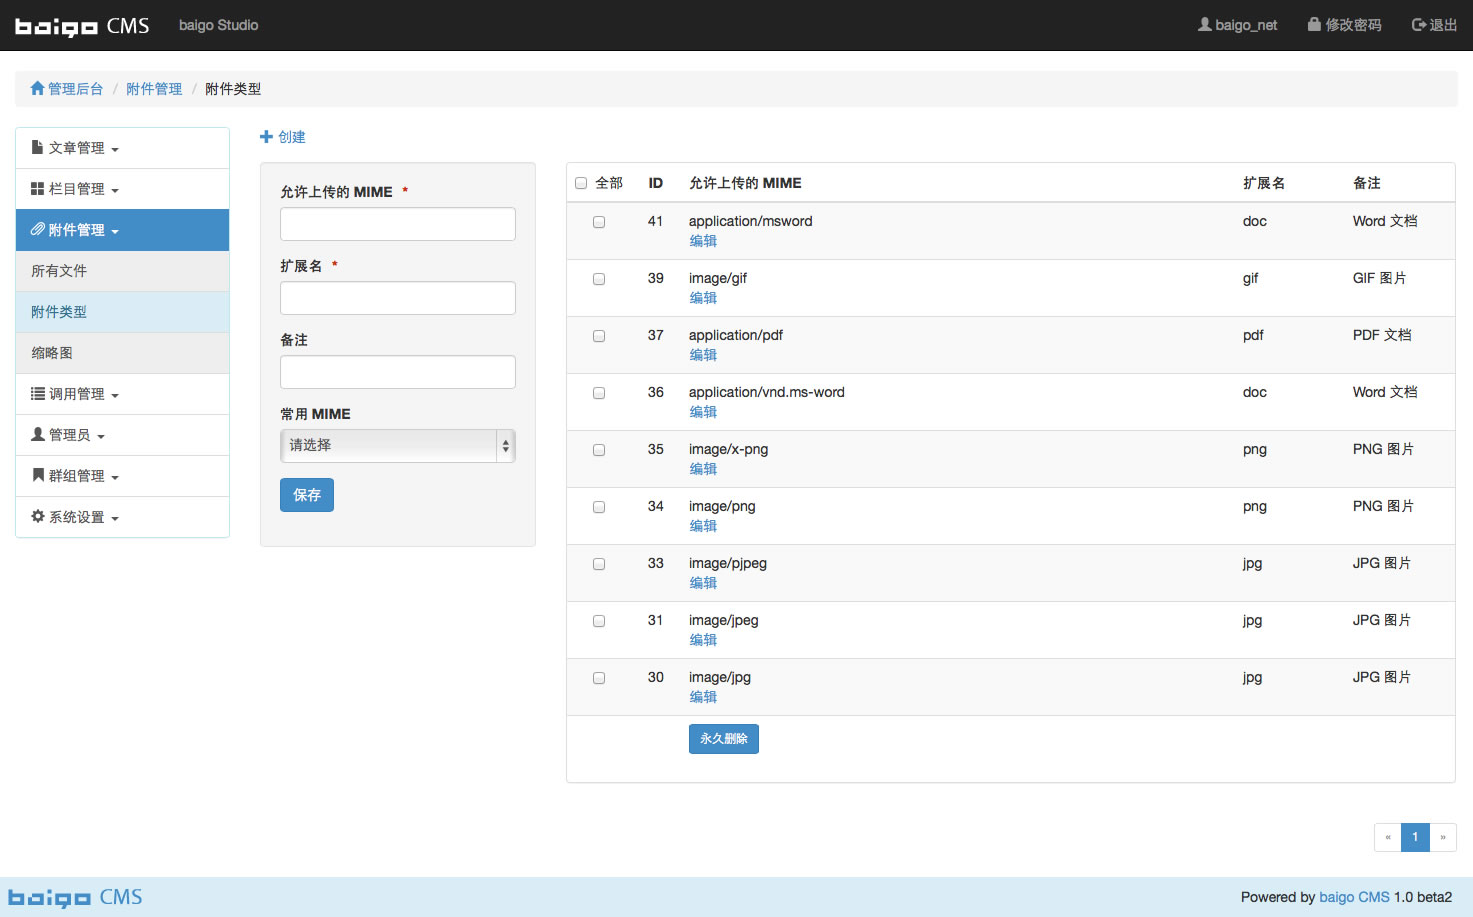 baigo CMS baigo Studio baigo_net 修改密码 退出
管理后台 / 附件管理 / 附件类型
文章管理
栏目管理
附件管理
所有文件
附件类型
缩略图
调用管理
管理员
群组管理
系统设置
创建
允许上传的 MIME *
扩展名 *
备注
常用 MIME
请选择
保存
全部 ID 允许上传的 MIME 扩展名 备注
41 application/msword doc Word 文档
编辑
39 image/gif gif GIF 图片
编辑
37 application/pdf pdf PDF 文档
编辑
36 application/vnd.ms-word doc Word 文档
编辑
35 image/x-png png PNG 图片
编辑
34 image/png png PNG 图片
编辑
33 image/pjpeg jpg JPG 图片
编辑
31 image/jpeg jpg JPG 图片
编辑
30 image/jpg jpg JPG 图片
编辑
永久删除
« 1 »
baigo CMS Powered by baigo CMS 1.0 beta2